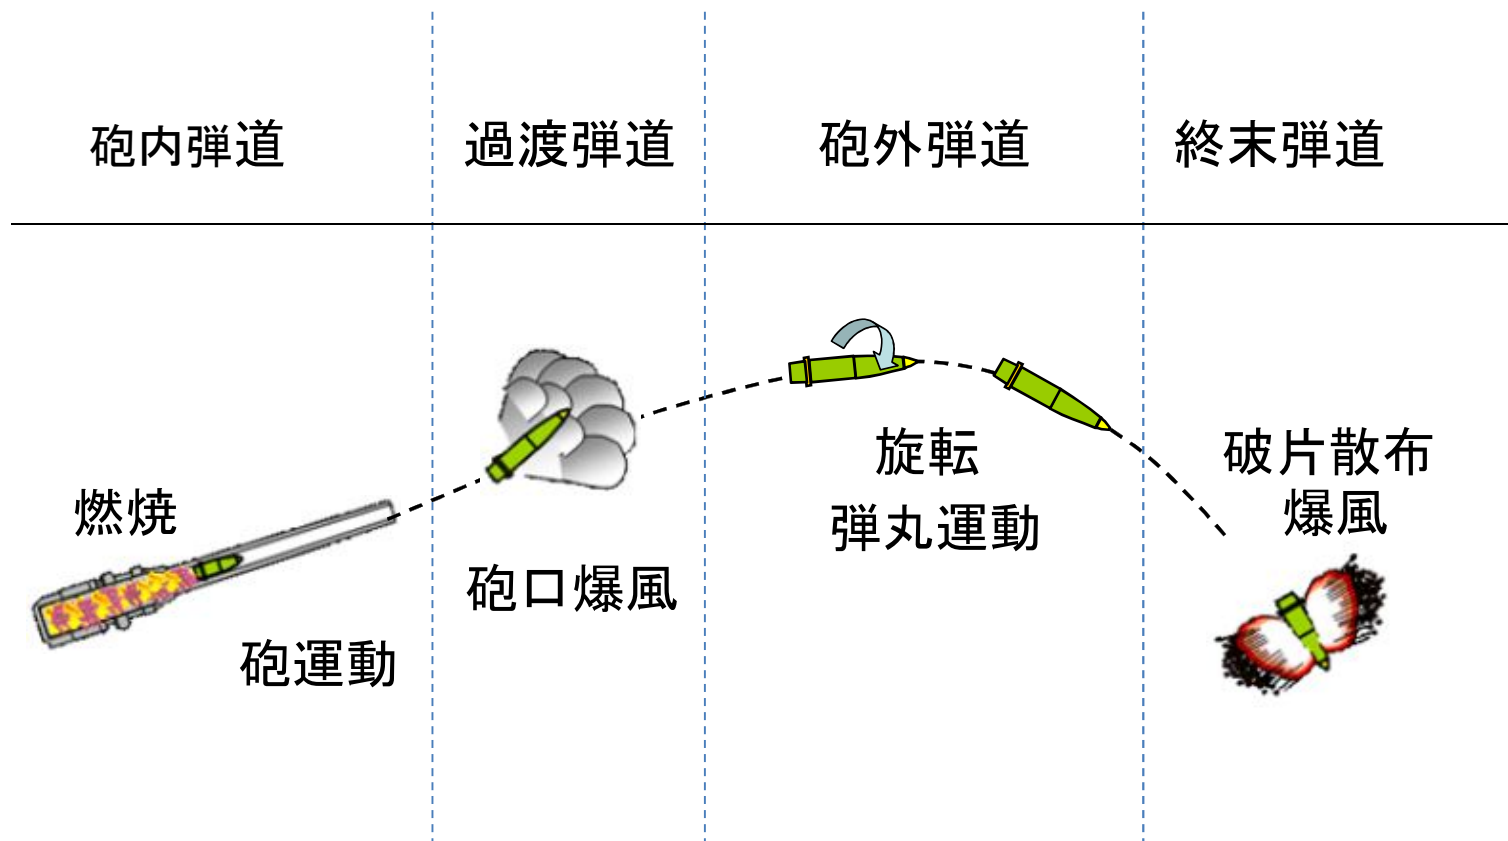 砲内弾道
過渡弾道
砲外弾道
終末弾道
燃焼
砲運動
砲口爆風
旋転
弾丸運動
破片散布
爆風